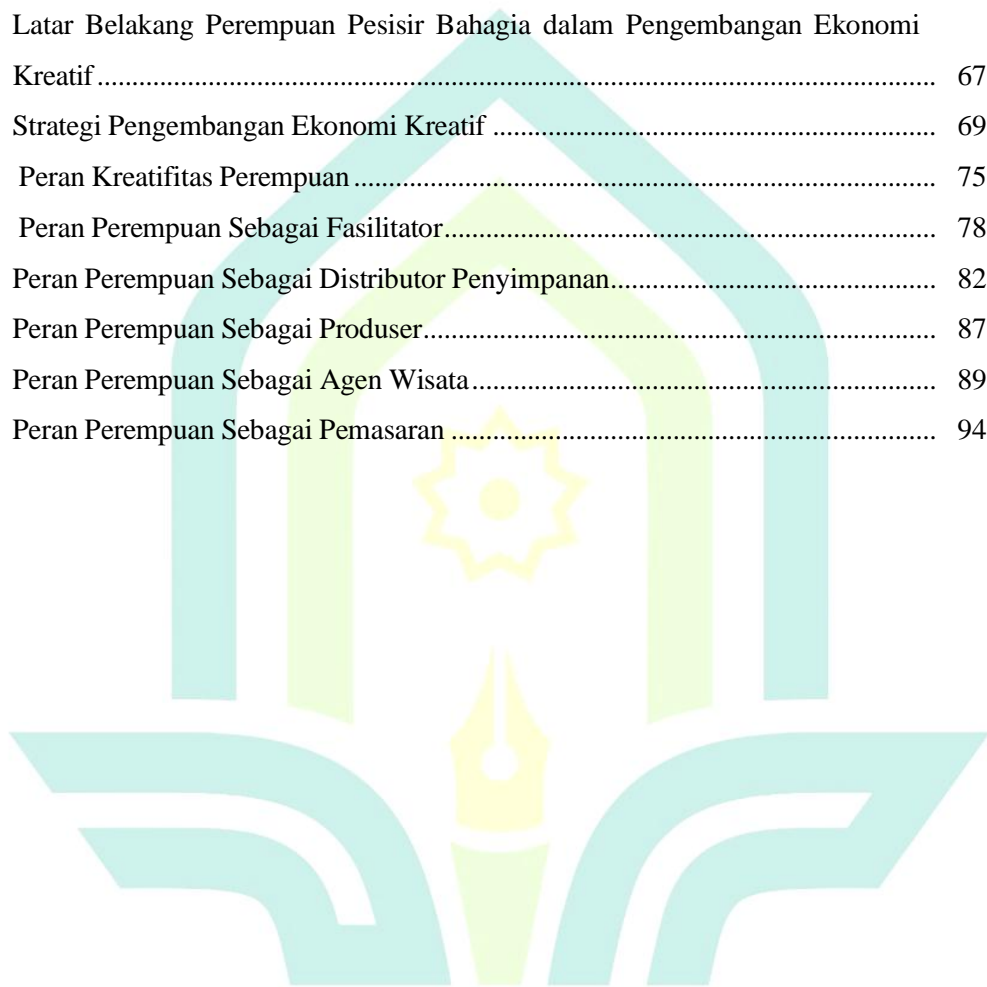 Latar Belakang Perempuan Pesisir Bahagia dalam Pengembangan Ekonomi
Kreatif ........................................................................................................................ 67
Strategi Pengembangan Ekonomi Kreatif ................................................................ 69
Peran Kreatifitas Perempuan ..................................................................................... 75
Peran Perempuan Sebagai Fasilitator ........................................................................ 78
Peran Perempuan Sebagai Distributor Penyimpanan ................................................ 82
Peran Perempuan Sebagai Produser .......................................................................... 87
Peran Perempuan Sebagai Agen Wisata ................................................................... 89
Peran Perempuan Sebagai Pemasaran ...................................................................... 94